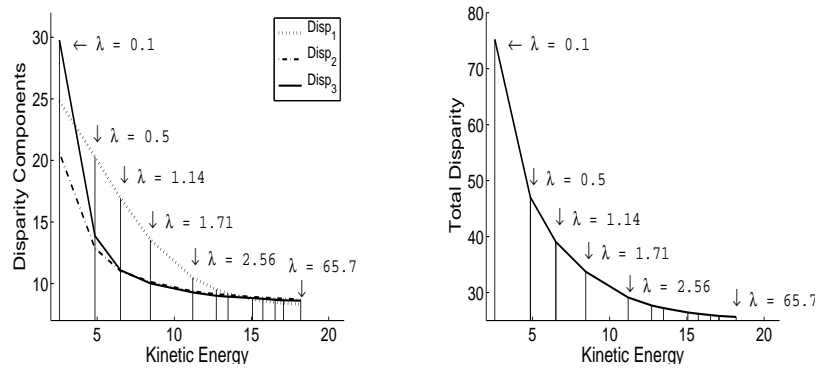 Disp1
Disp2
Disp3
30
25
20
15
10
5
10
15
20
Disparity Components
Kinetic Energy
← λ = 0.1
↓ λ = 0.5
↓ λ = 1.14
↓ λ = 1.71
↓ λ = 2.56
λ = 65.7
↓
80
70
60
50
40
30
5
10
15
20
Total Disparity
Kinetic Energy
← λ = 0.1
↓ λ = 0.5
↓ λ = 1.14
↓ λ = 1.71
↓ λ = 2.56
↓ λ = 65.7